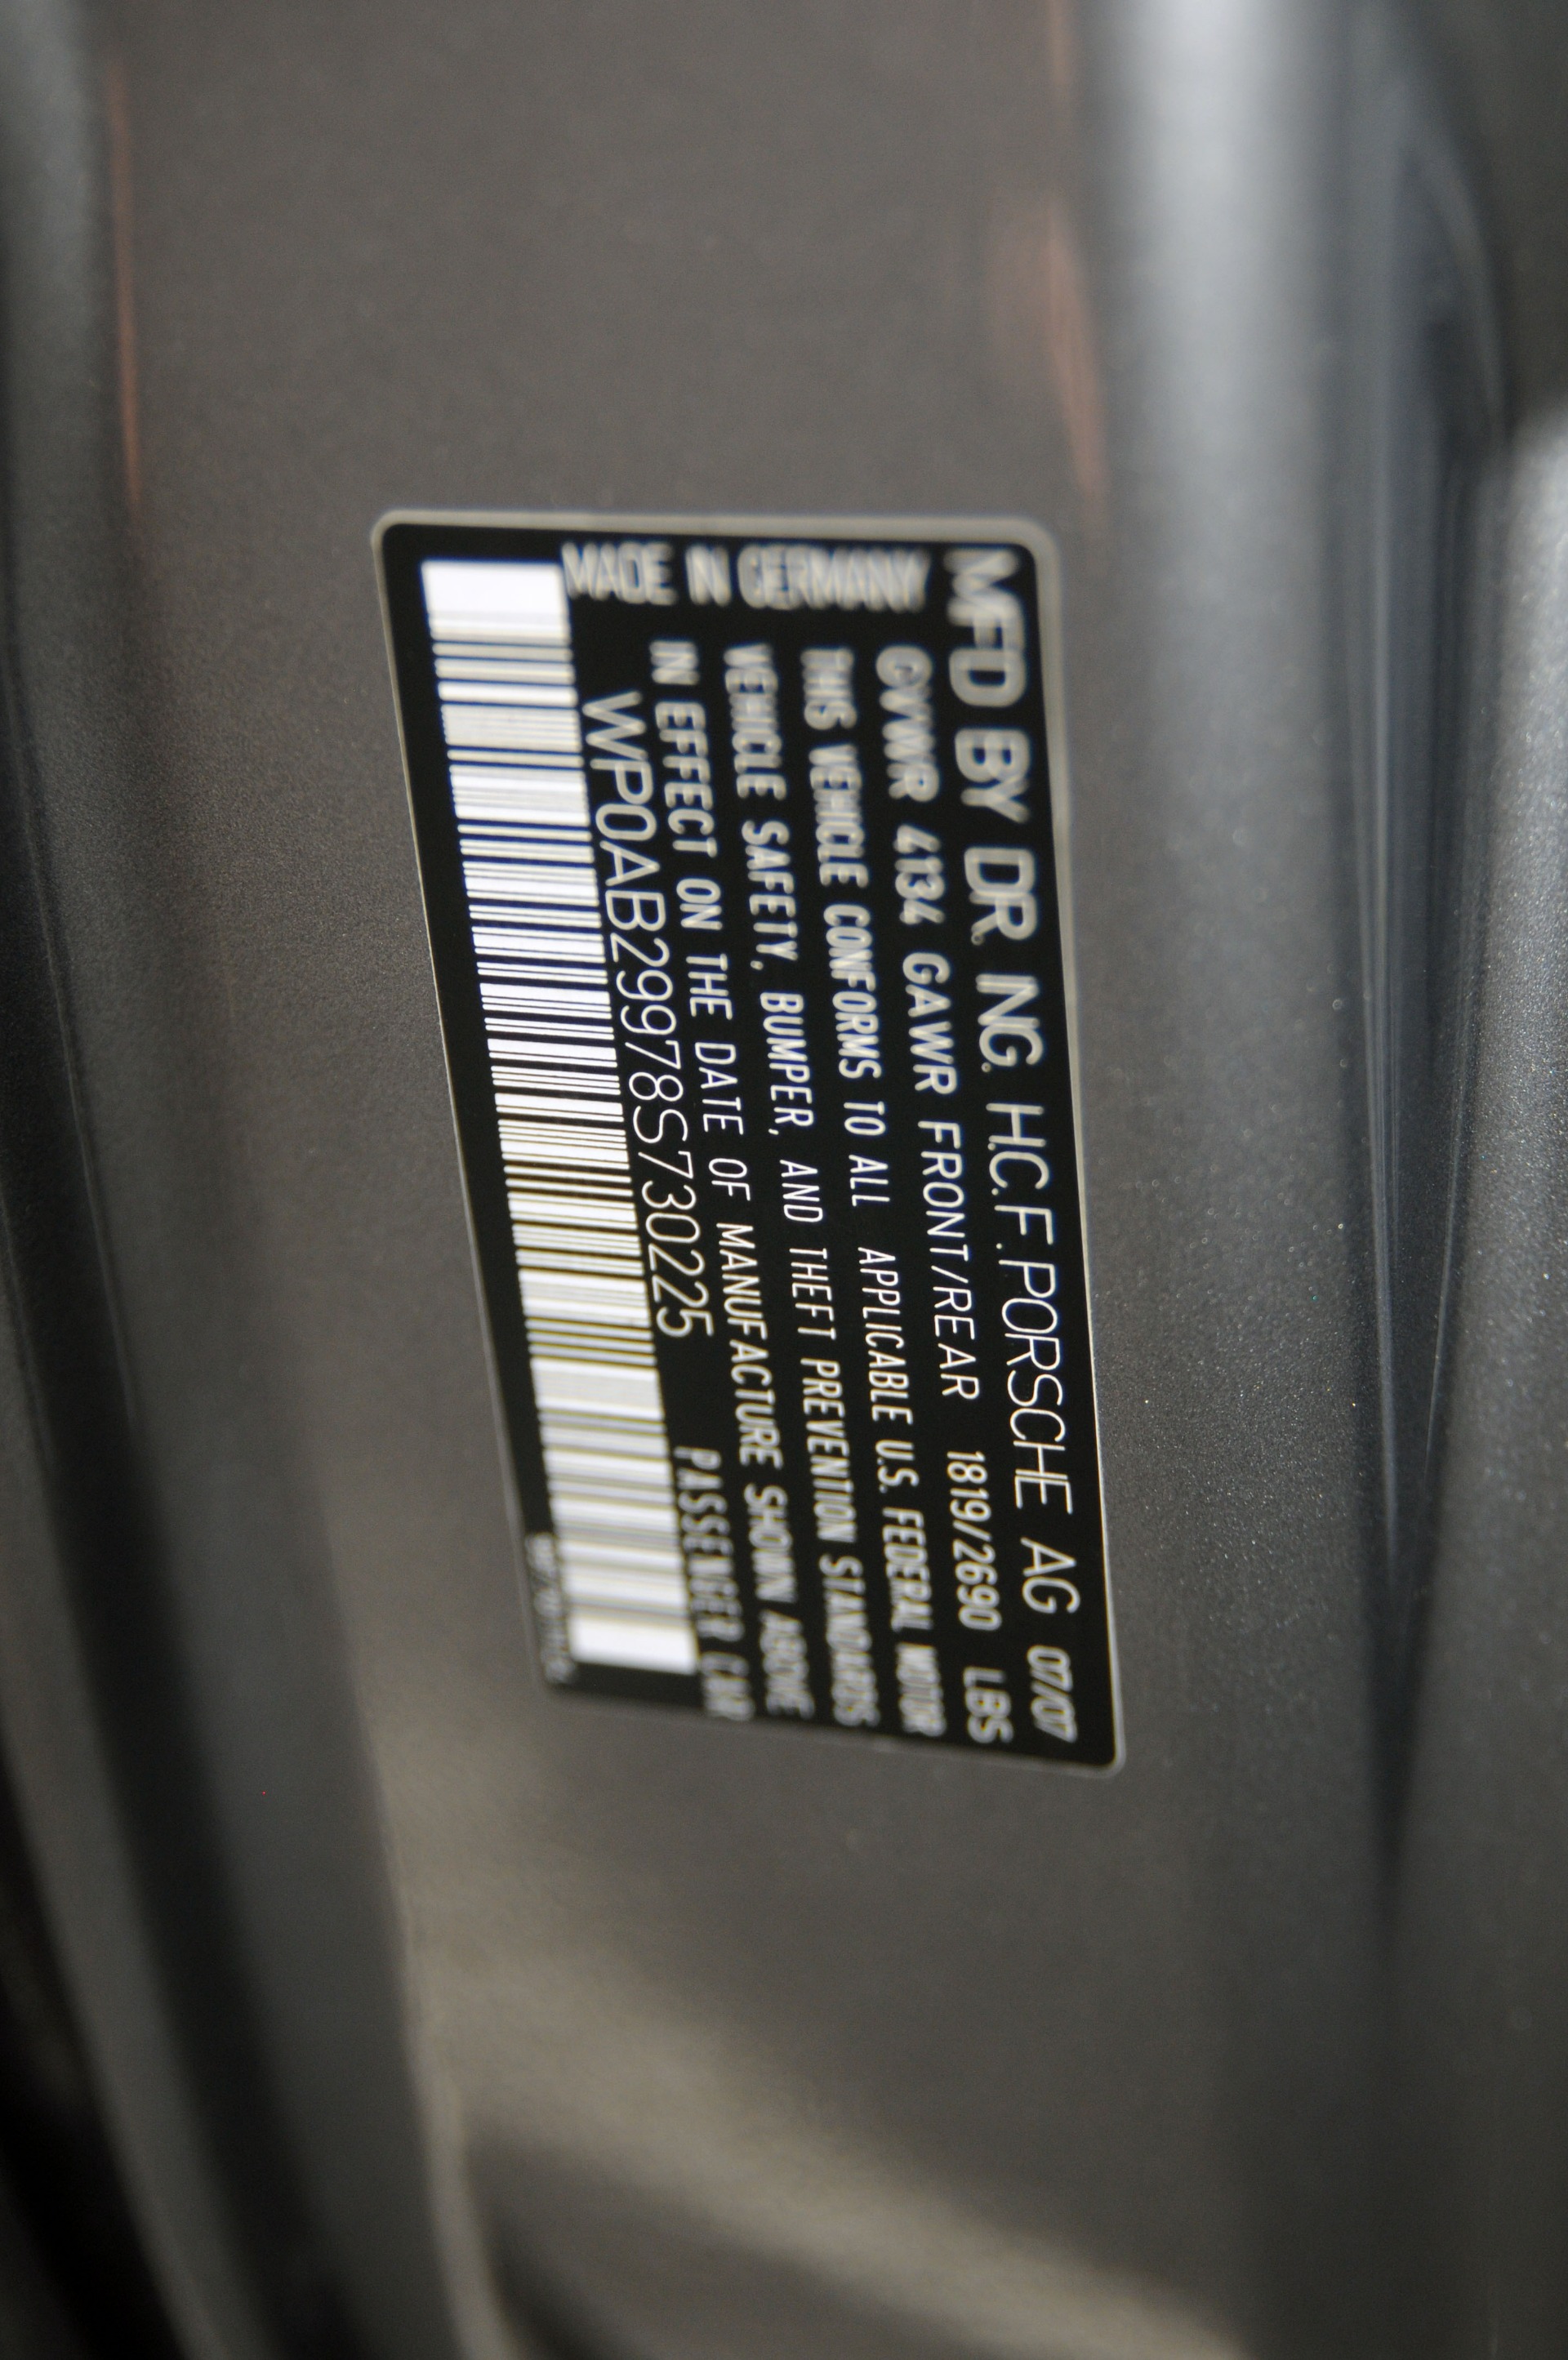 MFD BY DR. ING. H.C.F. PORSCHE AG 07/07
GVWR 4134 GAWR FRONT/REAR 1819/2690 LBS
THIS VEHICLE CONFORMS TO ALL APPLICABLE U.S. FEDERAL MOTOR
VEHICLE SAFETY, BUMPER, AND THEFT PREVENTION STANDARDS
IN EFFECT ON THE DATE OF MANUFACTURE SHOWN ABOVE
MADE IN GERMANY
WP0AB29978S730225 PASSENGER CAR